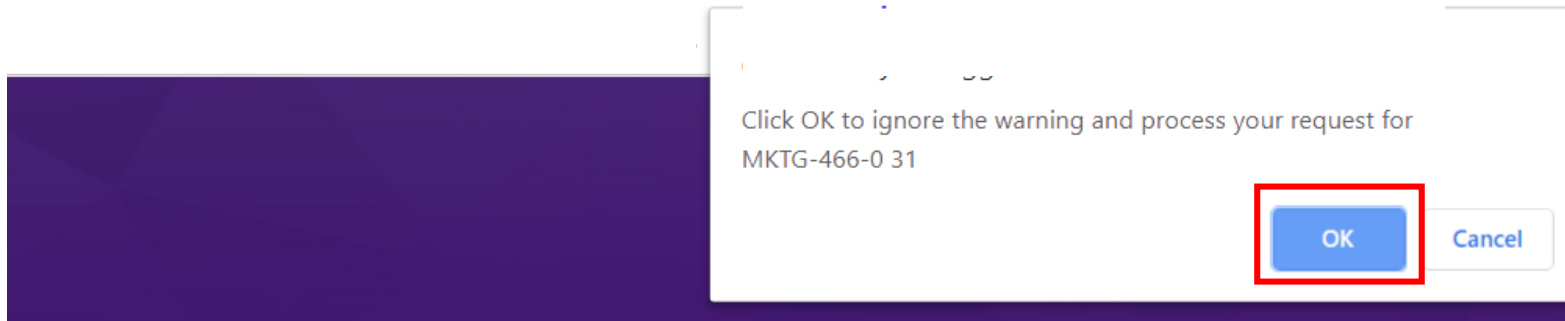 Click OK to ignore the warning and process your request for
MKTG-466-0 31
OK
Cancel